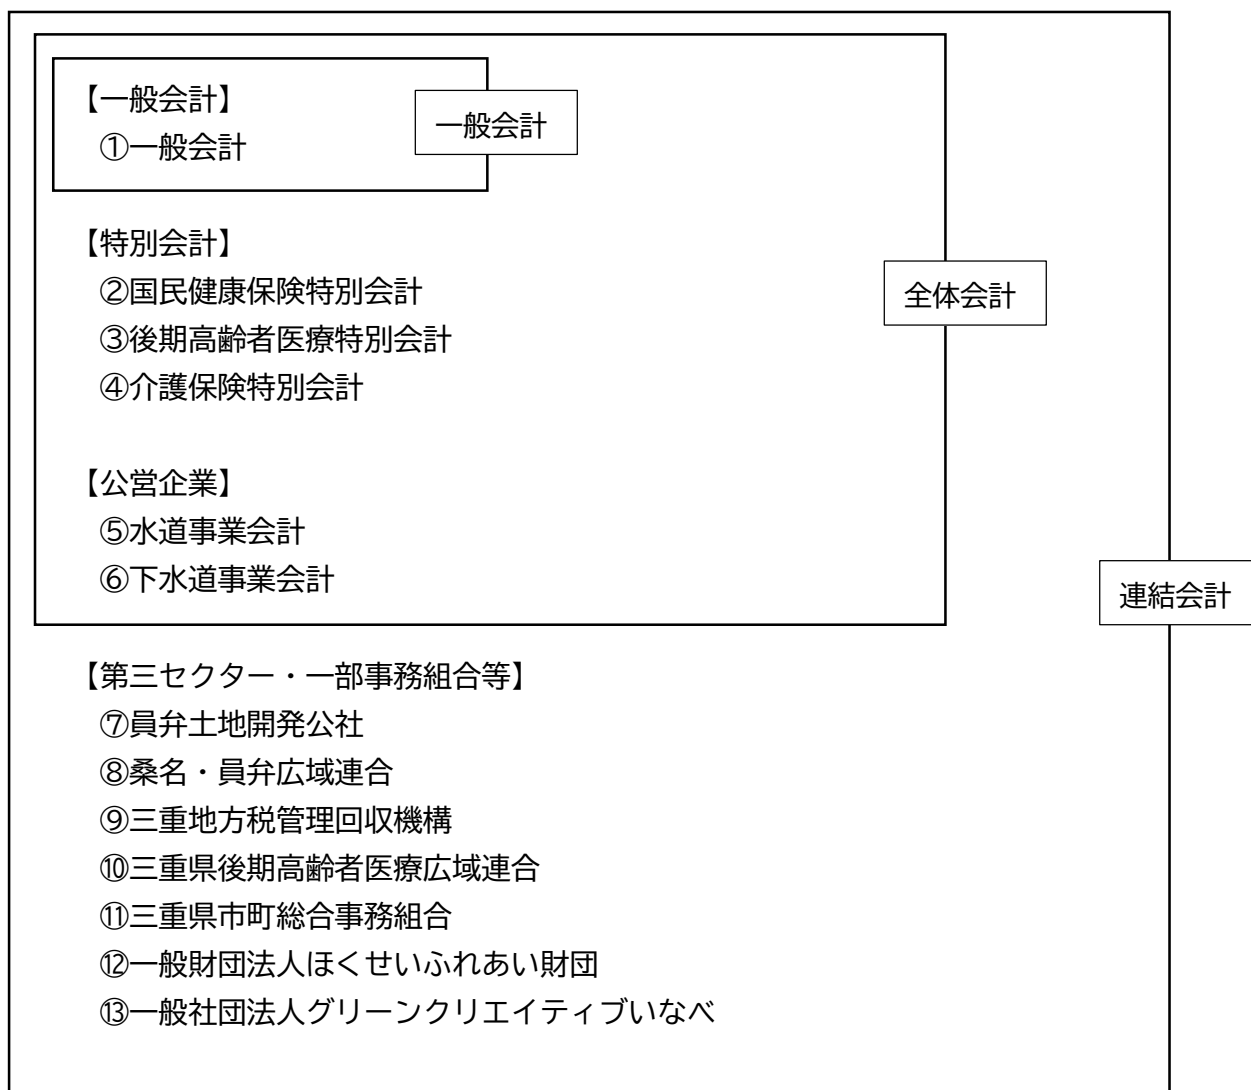 【一般会計】
①一般会計
一般会計
【特別会計】
②国民健康保険特別会計
③後期高齢者医療特別会計
④介護保険特別会計
全体会計
【公営企業】
⑤水道事業会計
⑥下水道事業会計
連結会計
【第三セクター・一部事務組合等】
⑦員弁土地開発公社
⑧桑名・員弁広域連合
⑨三重地方税管理回収機構
⑩三重県後期高齢者医療広域連合
⑪三重県市町総合事務組合
⑫一般財団法人ほくせいふれあい財団
⑬一般社団法人グリーンクリエイティブいなべ